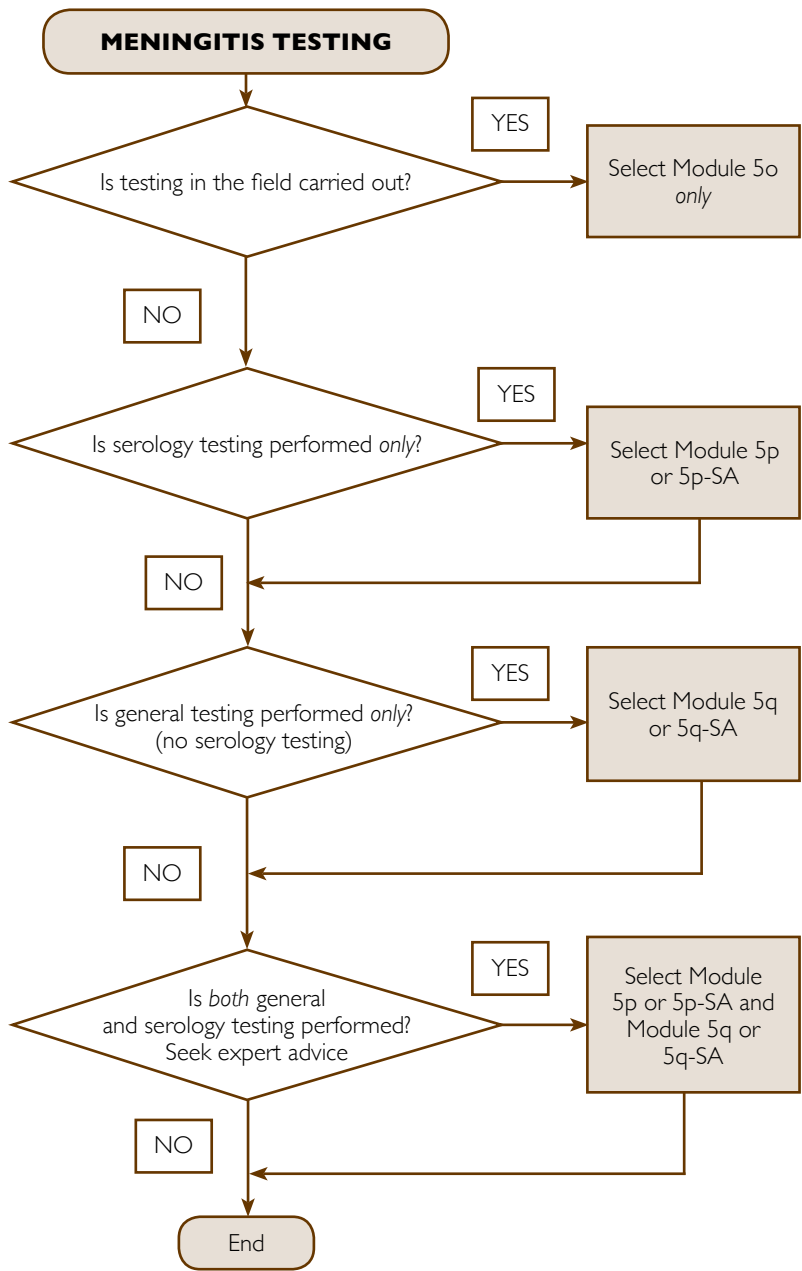 MENINGITIS TESTING
Is testing in the field carried out?
YES
Select Module 5o
only
NO
Is serology testing performed only?
YES
Select Module 5p
or 5p-SA
NO
Is general testing performed only?
(no serology testing)
YES
Select Module 5q
or 5q-SA
NO
Is both general
and serology testing performed?
Seek expert advice
YES
Select Module
5p or 5p-SA and
Module 5q or
5q-SA
NO
End